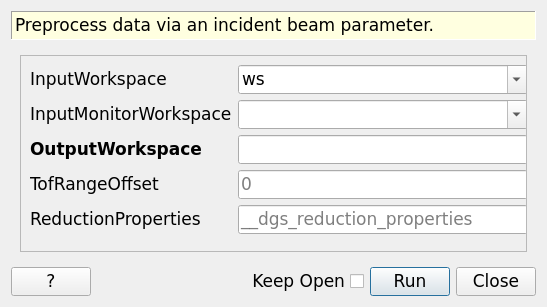 Preprocess data via an incident beam parameter.
InputWorkspace ws
InputMonitorWorkspace
OutputWorkspace
TofRangeOffset 0
ReductionProperties __dgs_reduction_properties
? Keep Open Run Close